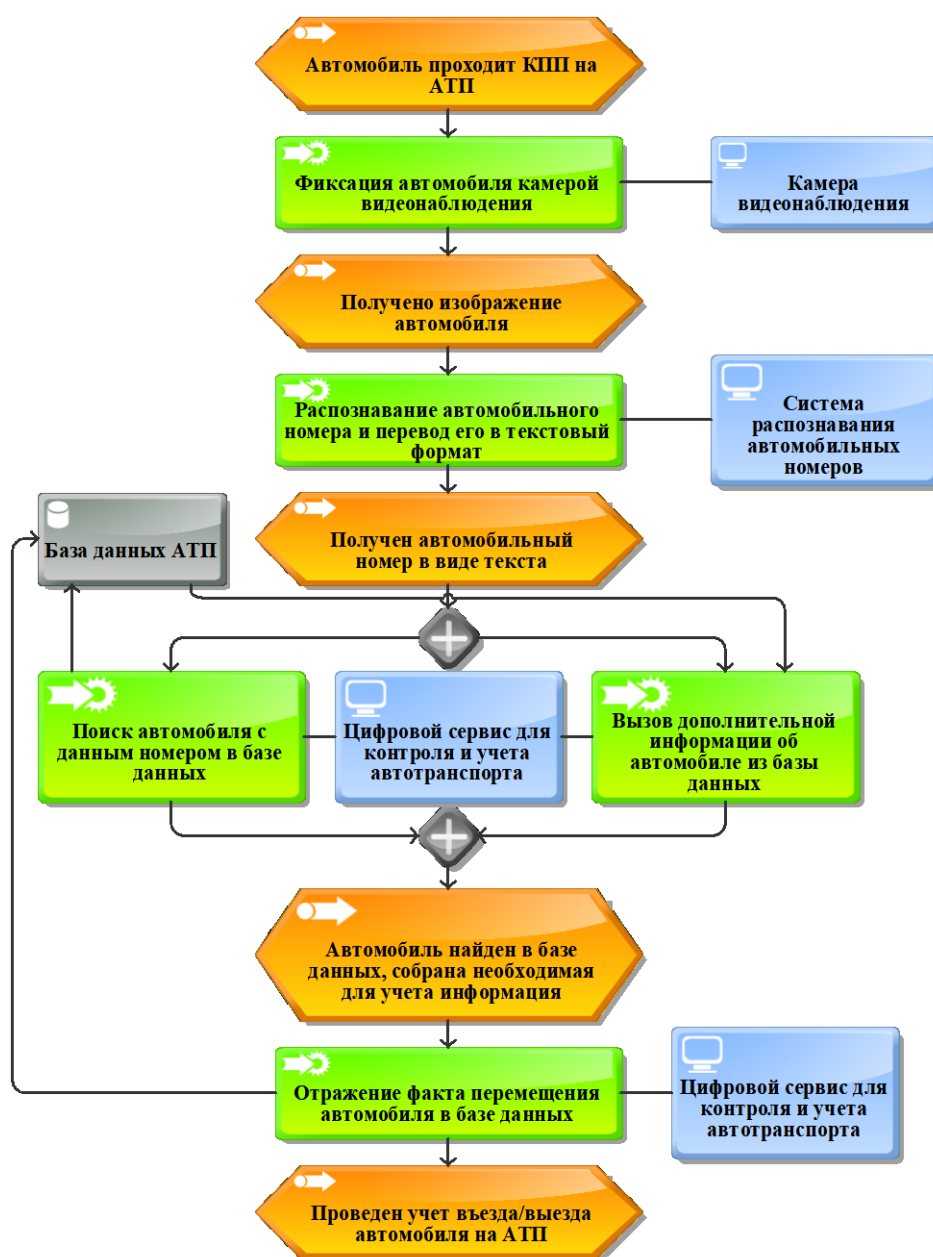 Автомобиль проходит КПП на
АТП
Фиксация автомобиля камерой
видеонаблюдения
Камера
видеонаблюдения
Получено изображение
автомобиля
Распознавание автомобильного
номера и перевод его в текстовый
формат
Система
распознавания
автомобильных
номеров
База данных АТП
Получен автомобильный
номер в виде текста
Поиск автомобиля с
данным номером в базе
данных
Цифровой сервис для
контроля и учета
автотранспорта
Вызов дополнительной
информации об
автомобиле из базы
данных
Автомобиль найден в базе
данных, собрана необходимая
для учета информация
Отражение факта перемещения
автомобиля в базе данных
Цифровой сервис для
контроля и учета
автотранспорта
Проведен учет въезда/выезда
автомобиля на АТП